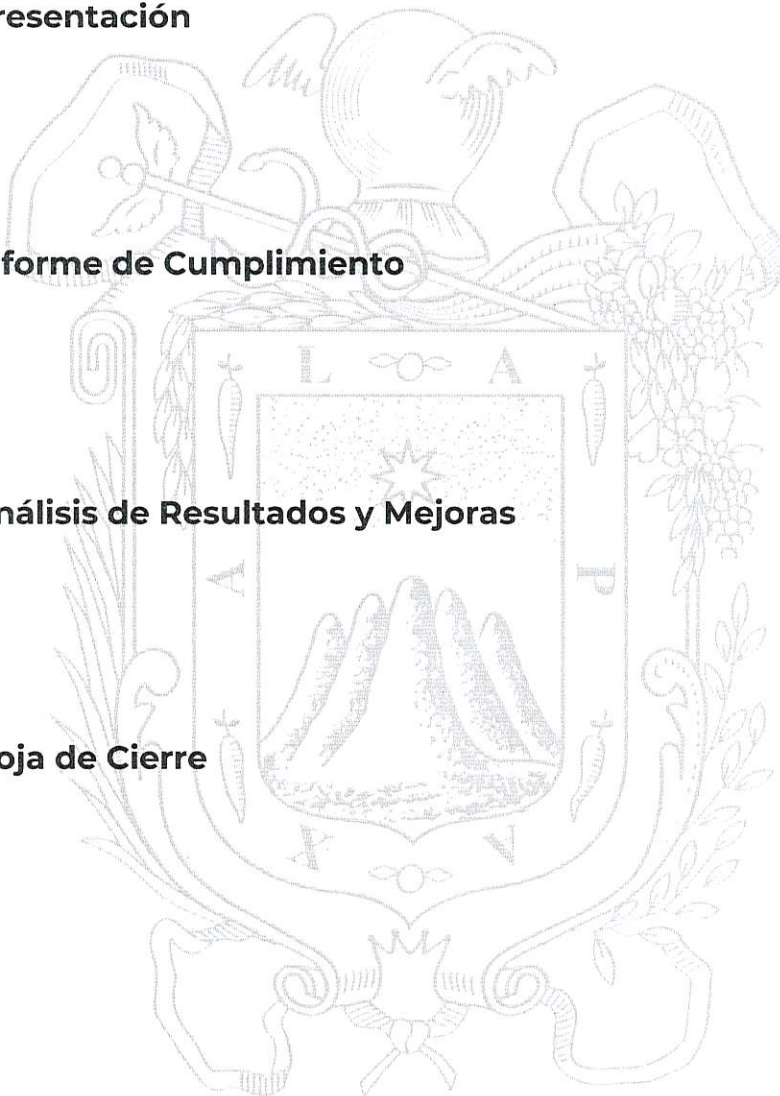 resentación
forme de Cumplimiento
L A
nálisis de Resultados y Mejoras
A P
oja de Cierre
X A